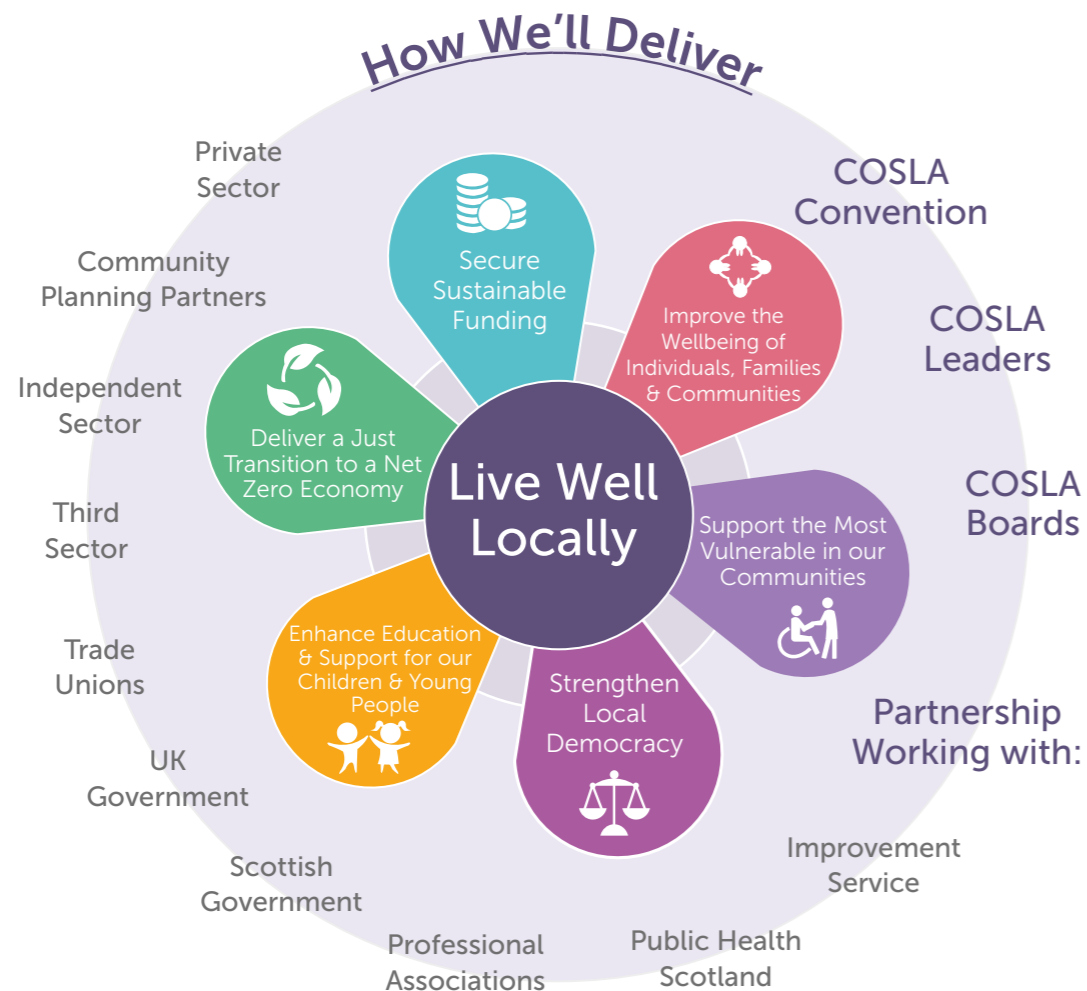 How We'll Deliver
COSLA
Convention
COSLA
Leaders
COSLA
Boards
Partnership
Working with:
Improvement
Service
Public Health
Scotland
Professional
Associations
Scottish
Government
UK
Government
Trade
Unions
Third
Sector
Independent
Sector
Community
Planning Partners
Private
Sector
Secure
Sustainable
Funding
Improve the
Wellbeing of
Individuals, Families
& Communities
Support the Most
Vulnerable in our
Communities
Strengthen
Local
Democracy
Enhance Education
& Support for our
Children & Young
People
Deliver a Just
Transition to a Net
Zero Economy
Live Well
Locally